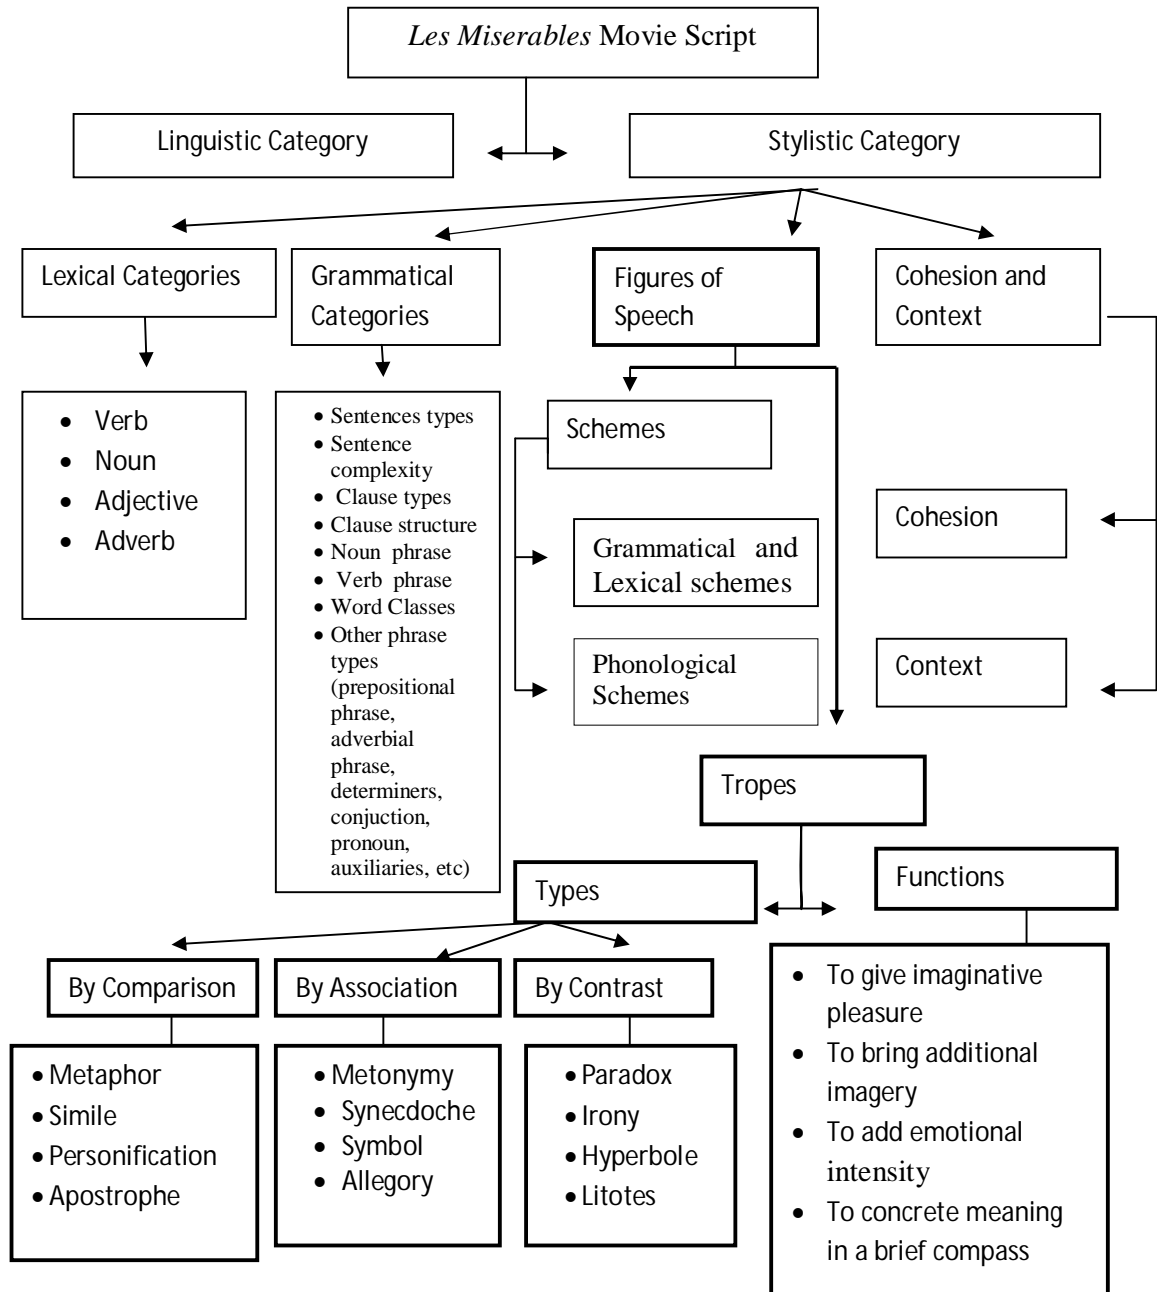 Les Miserables Movie Script
Linguistic Category
Stylistic Category
Lexical Categories
Grammatical
Categories
Figures of
Speech
Cohesion and
Context
• Verb
• Noun
• Adjective
• Adverb
• Sentences types
• Sentence
complexity
• Clause types
• Clause structure
• Noun phrase
• Verb phrase
• Word Classes
• Other phrase
types
(prepositional
phrase,
adverbial
phrase,
determiners,
conjuction,
pronoun,
auxiliaries, etc)
Schemes
Grammatical and
Lexical schemes
Phonological
Schemes
Cohesion
Context
Tropes
Types
Functions
By Comparison
By Association
By Contrast
• Metaphor
• Simile
• Personification
• Apostrophe
• Metonymy
• Synecdoche
• Symbol
• Allegory
• Paradox
• Irony
• Hyperbole
• Litotes
• To give imaginative
pleasure
• To bring additional
imagery
• To add emotional
intensity
• To concrete meaning
in a brief compass